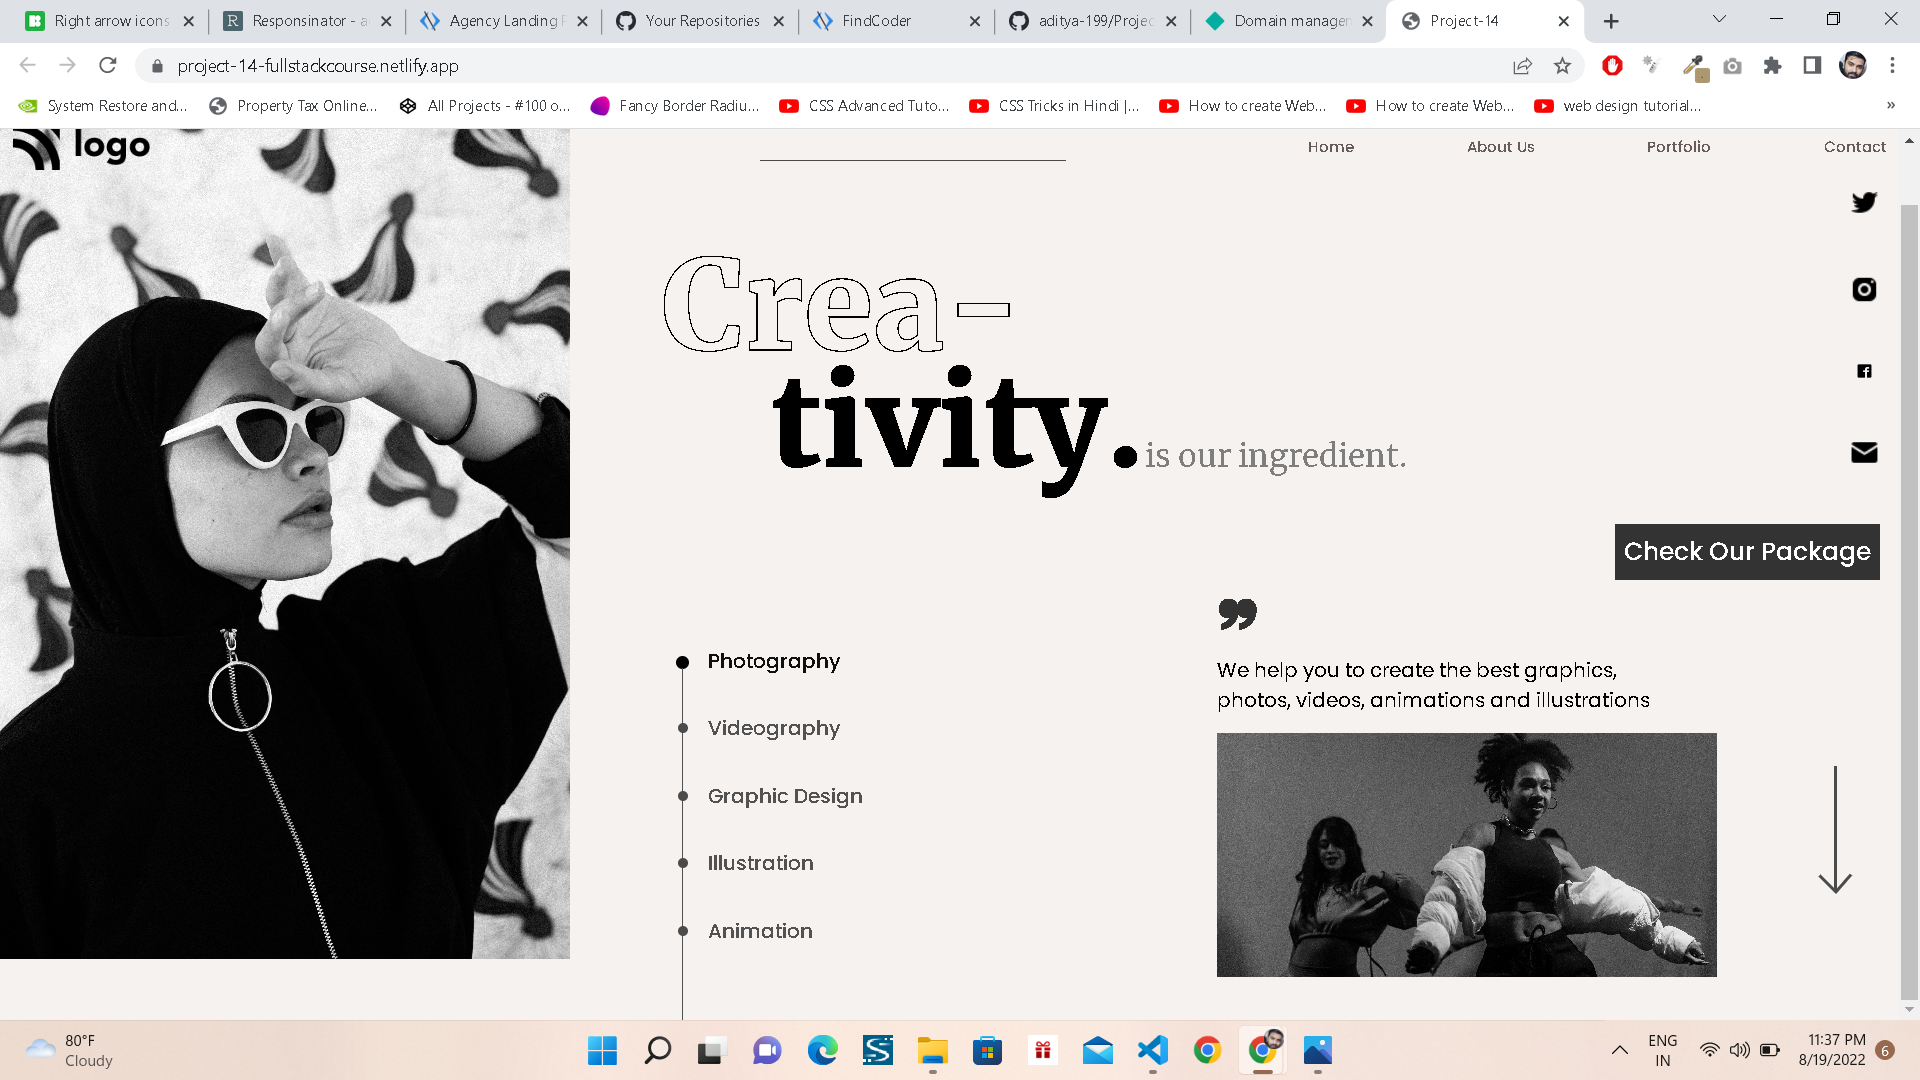 Right arrow icons
Responsinator - a
Agency Landing P
Your Repositories
FindCoder
aditya-199/Projec
Domain managem
Project-14
project-14-fullstackcourse.netlify.app
System Restore and...
Property Tax Online...
All Projects - #100 o...
Fancy Border Radiu...
CSS Advanced Tuto...
CSS Tricks in Hindi |...
How to create Web...
How to create Web...
web design tutorial...
»
logo
Home
About Us
Portfolio
Contact
Crea-
tivity.
is our ingredient.
Check Our Package
We help you to create the best graphics,
photos, videos, animations and illustrations
Photography
Videography
Graphic Design
Illustration
Animation
80°F
Cloudy
ENG
IN
11:37 PM
8/19/2022
6